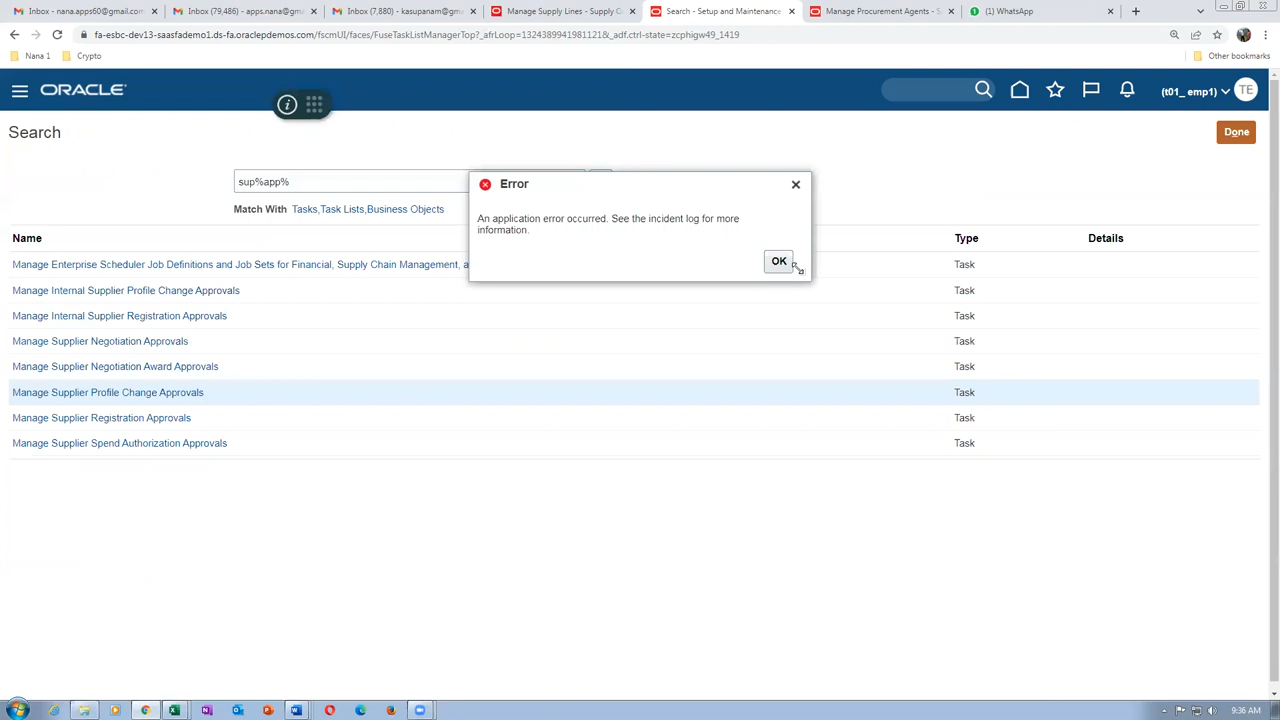 Inbox - nana.apps60@gmail.com
Inbox (79,486) - apps.nana@gm
Inbox (7,880) - kasupanam@gm
Manage Supply Lines - Supply C
Search - Setup and Maintenance
Manage Procurement Agents - S
(1) WhatsApp
fa-esbc-dev13-saasfademo1.ds-fa.oraclepdemos.com/fscmUI/faces/FuseTaskListManagerTop?_afrLoop=1324389941981121&_adf.ctrl-state=zcphigw49_1419
Nana 1 Crypto Other bookmarks
ORACLE (t01_ emp1) TE
Search Done
sup%app%
Error
Match With Tasks,Task Lists,Business Objects
An application error occurred. See the incident log for more
information.
OK
Name Type Details
Manage Enterprise Scheduler Job Definitions and Job Sets for Financial, Supply Chain Management, a Task
Manage Internal Supplier Profile Change Approvals Task
Manage Internal Supplier Registration Approvals Task
Manage Supplier Negotiation Approvals Task
Manage Supplier Negotiation Award Approvals Task
Manage Supplier Profile Change Approvals Task
Manage Supplier Registration Approvals Task
Manage Supplier Spend Authorization Approvals Task
9:36 AM